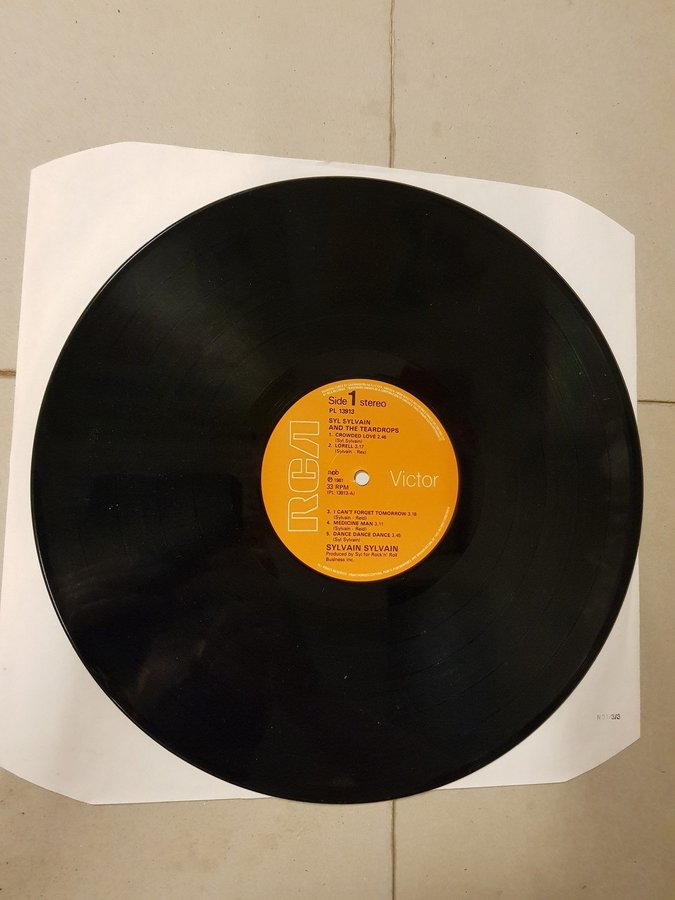 Side 1 stereo
PL 13913
SYL SYLVAIN
AND THE TEARDROPS
1. CROWDED LOVE 2.46
(Syl Sylvain)
2. LORELL 3.17
(Sylvain - Rex)
RCA
Victor
ncb
℗ 1981
33 RPM
(PL 13913-A)
3. I CAN'T FORGET TOMORROW 3.18
(Sylvain - Reid)
4. MEDICINE MAN 3.11
(Sylvain - Reid)
5. DANCE DANCE DANCE 3.45
(Syl Sylvain)
SYLVAIN SYLVAIN
Produced by Syl for Rock'n' Roll
Business Inc.